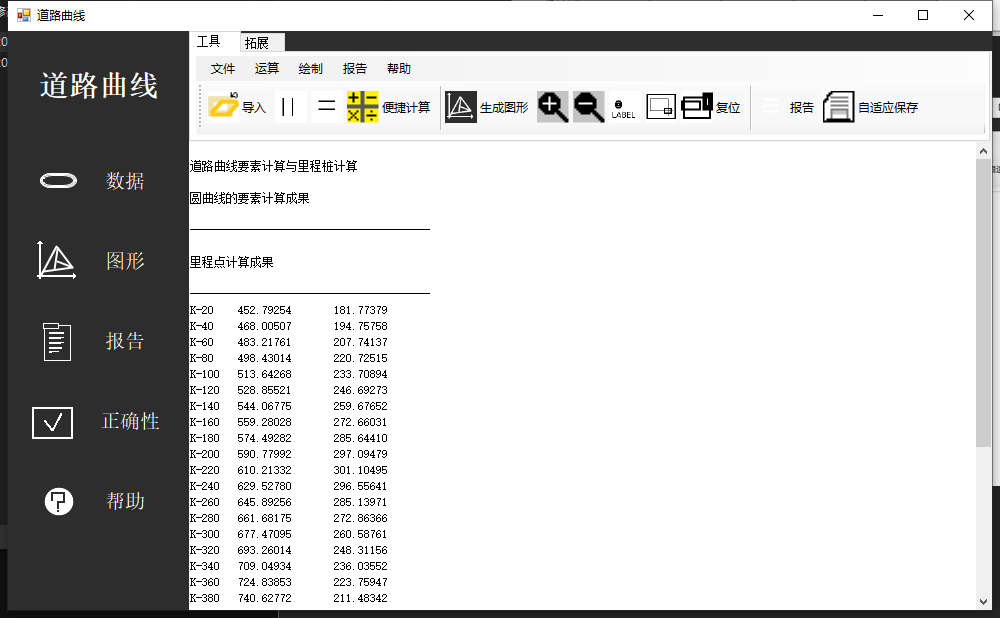 道路曲线
道路曲线
数据
图形
报告
正确性
帮助
工具 拓展
文件 运算 绘制 报告 帮助
导入 便捷计算 生成图形 LABEL 复位 报告 自适应保存
道路曲线要素计算与里程桩计算
圆曲线的要素计算成果
里程点计算成果
K-20 452.79254 181.77379
K-40 468.00507 194.75758
K-60 483.21761 207.74137
K-80 498.43014 220.72515
K-100 513.64268 233.70894
K-120 528.85521 246.69273
K-140 544.06775 259.67652
K-160 559.28028 272.66031
K-180 574.49282 285.64410
K-200 590.77992 297.09479
K-220 610.21332 301.10495
K-240 629.52780 296.55641
K-260 645.89256 285.13971
K-280 661.68175 272.86366
K-300 677.47095 260.58761
K-320 693.26014 248.31156
K-340 709.04934 236.03552
K-360 724.83853 223.75947
K-380 740.62772 211.48342